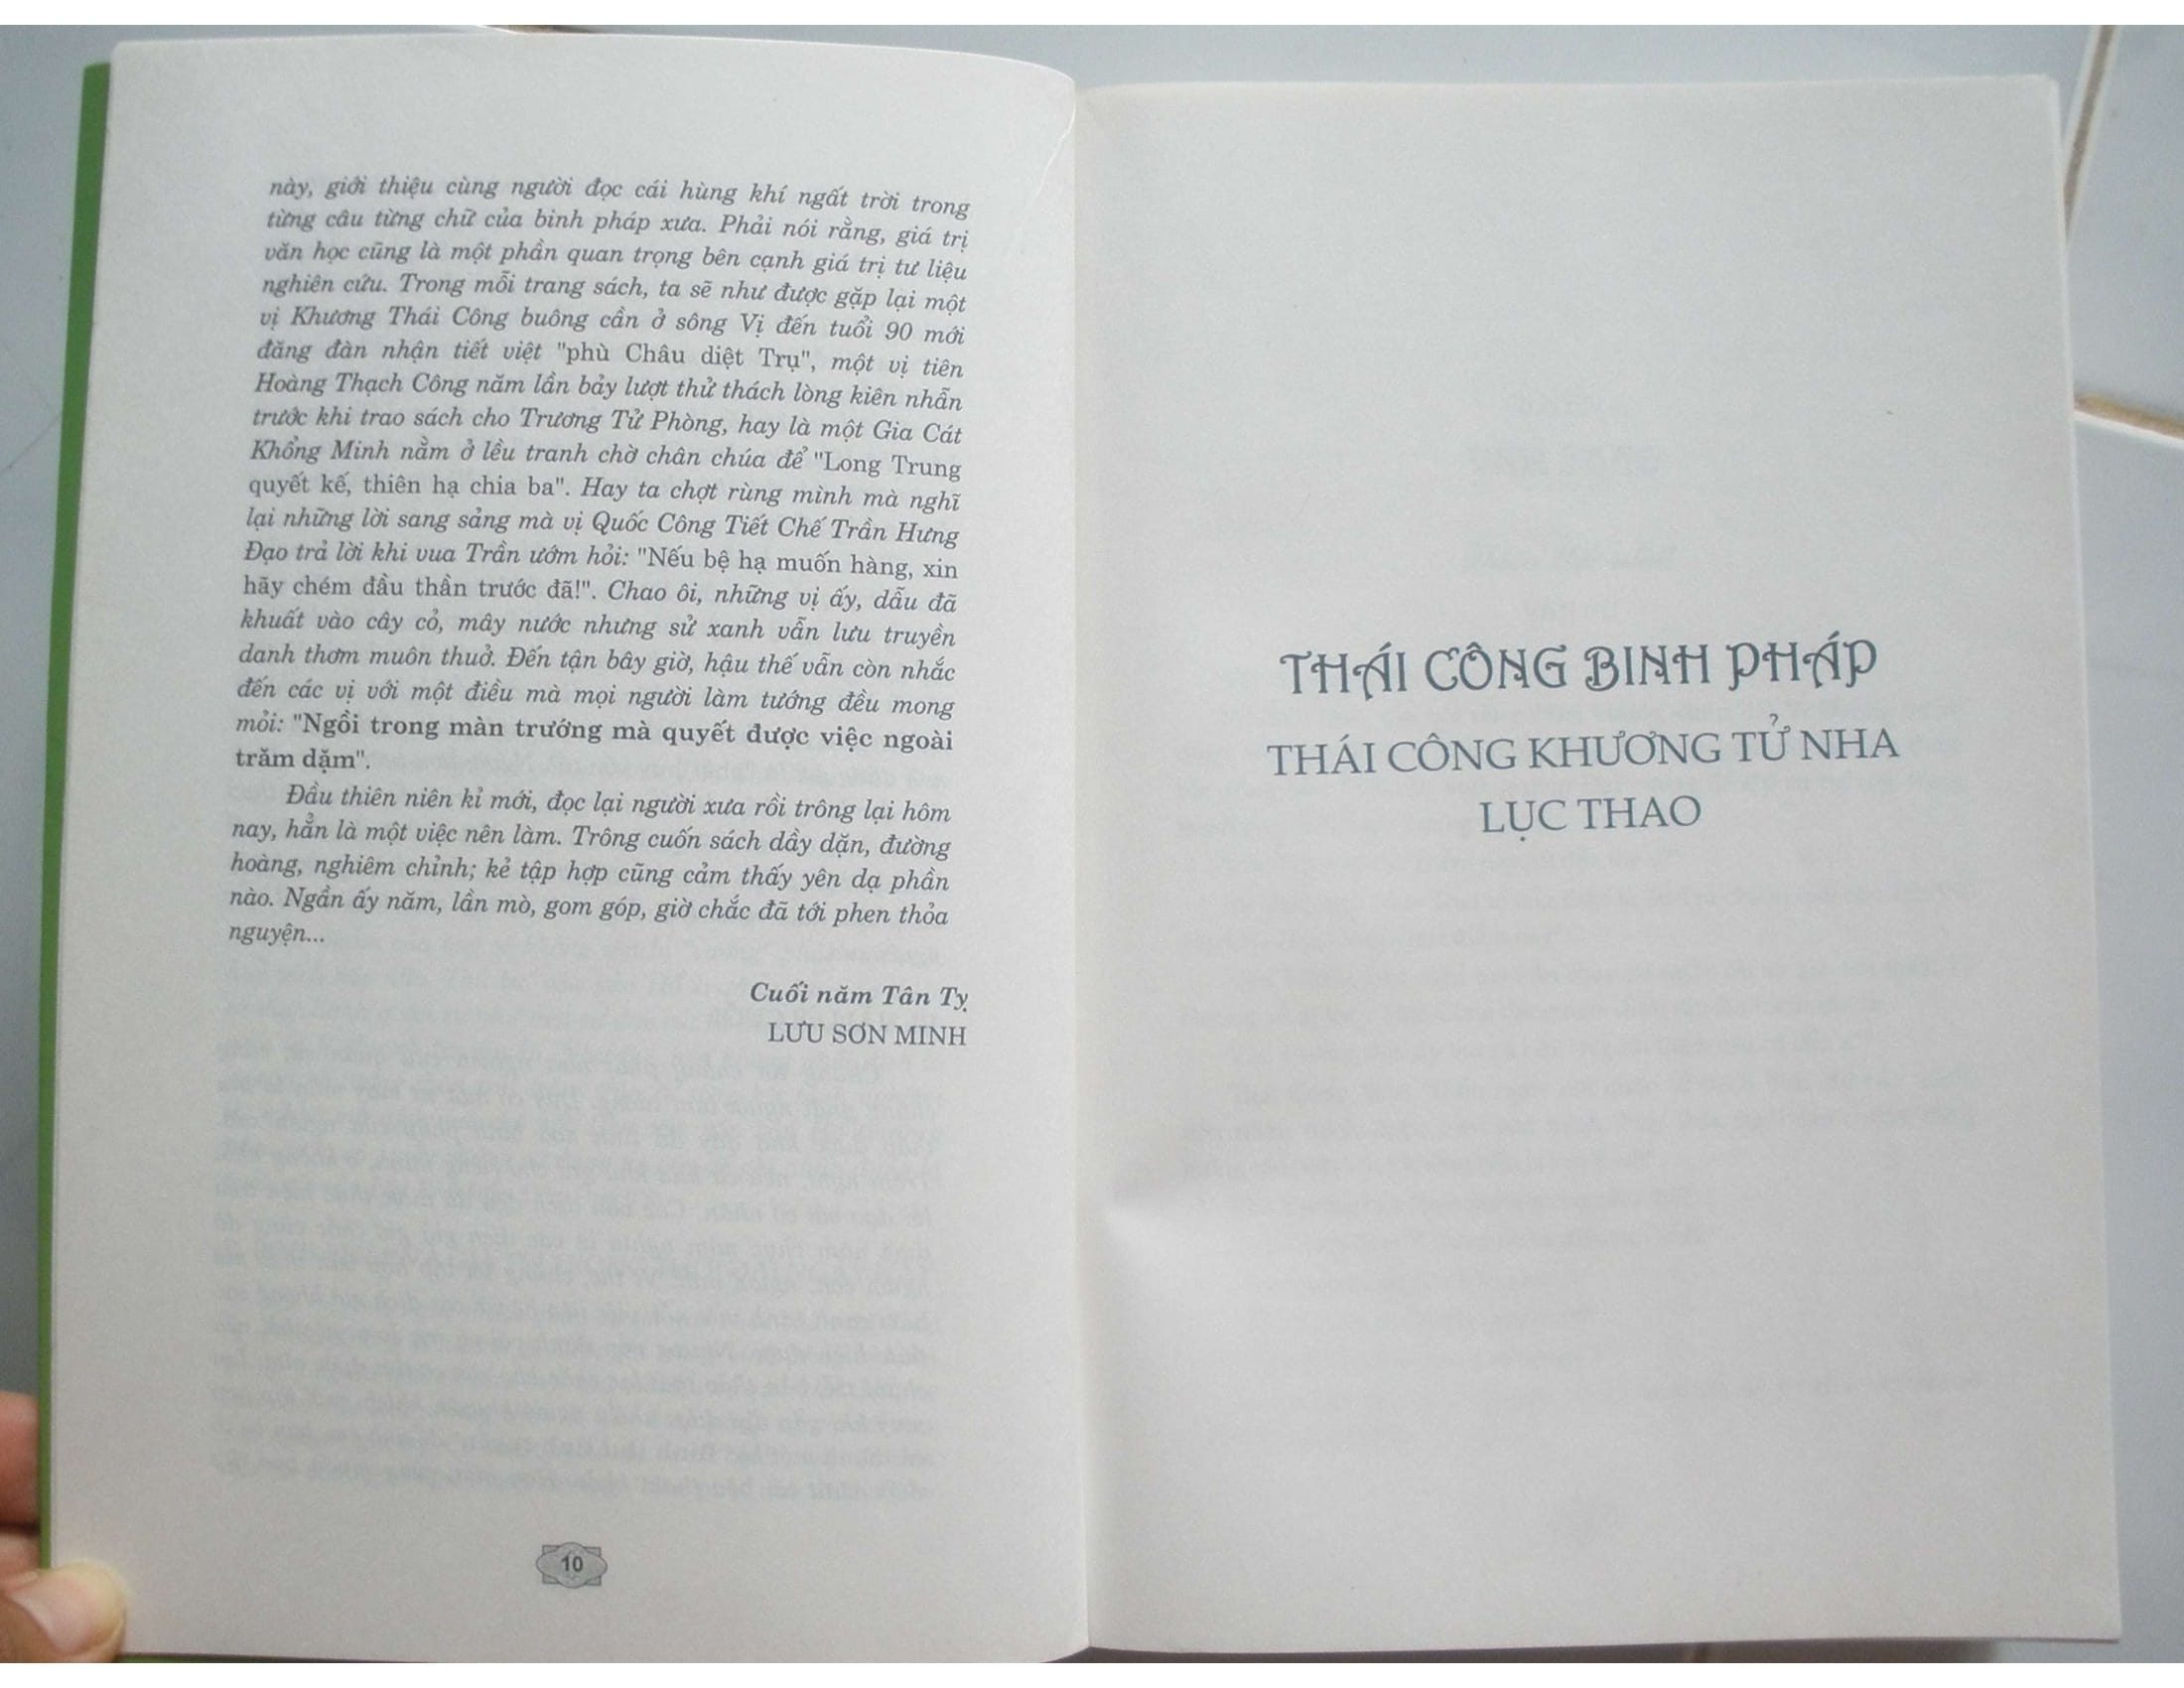 này, giới thiệu cùng người đọc cái hùng khí ngất trời trong
từng câu từng chữ của binh pháp xưa. Phải nói rằng, giá trị
văn học cũng là một phần quan trọng bên cạnh giá trị tư liệu
nghiên cứu. Trong mỗi trang sách, ta sẽ như được gặp lại một
vị Khương Thái Công buông cần ở sông Vị đến tuổi 90 mới
đăng đàn nhận tiết việt "phù Châu diệt Trụ", một vị tiên
Hoàng Thạch Công năm lần bảy lượt thử thách lòng kiên nhẫn
trước khi trao sách cho Trương Tử Phòng, hay là một Gia Cát
Khổng Minh nằm ở lều tranh chờ chân chúa để "Long Trung
quyết kế, thiên hạ chia ba". Hay ta chợt rùng mình mà nghĩ
lại những lời sang sảng mà vị Quốc Công Tiết Chế Trần Hưng
Đạo trả lời khi vua Trần ướm hỏi: "Nếu bệ hạ muốn hàng, xin
hãy chém đầu thần trước đã!". Chao ôi, những vị ấy, dẫu đã
khuất vào cây cỏ, mây nước nhưng sử xanh vẫn lưu truyền
danh thơm muôn thuở. Đến tận bây giờ, hậu thế vẫn còn nhắc
đến các vị với một điều mà mọi người làm tướng đều mong
mỏi: "Ngồi trong màn trướng mà quyết được việc ngoài
trăm dặm".
Đầu thiên niên kỉ mới, đọc lại người xưa rồi trông lại hôm
nay, hẳn là một việc nên làm. Trông cuốn sách dầy dặn, đường
hoàng, nghiêm chỉnh; kẻ tập hợp cũng cảm thấy yên dạ phần
nào. Ngần ấy năm, lần mò, gom góp, giờ chắc đã tới phen thỏa
nguyện...
Cuối năm Tân Tỵ
LƯU SƠN MINH
10
THÁI CÔNG BINH PHÁP
THÁI CÔNG KHƯƠNG TỬ NHA
LỤC THAO